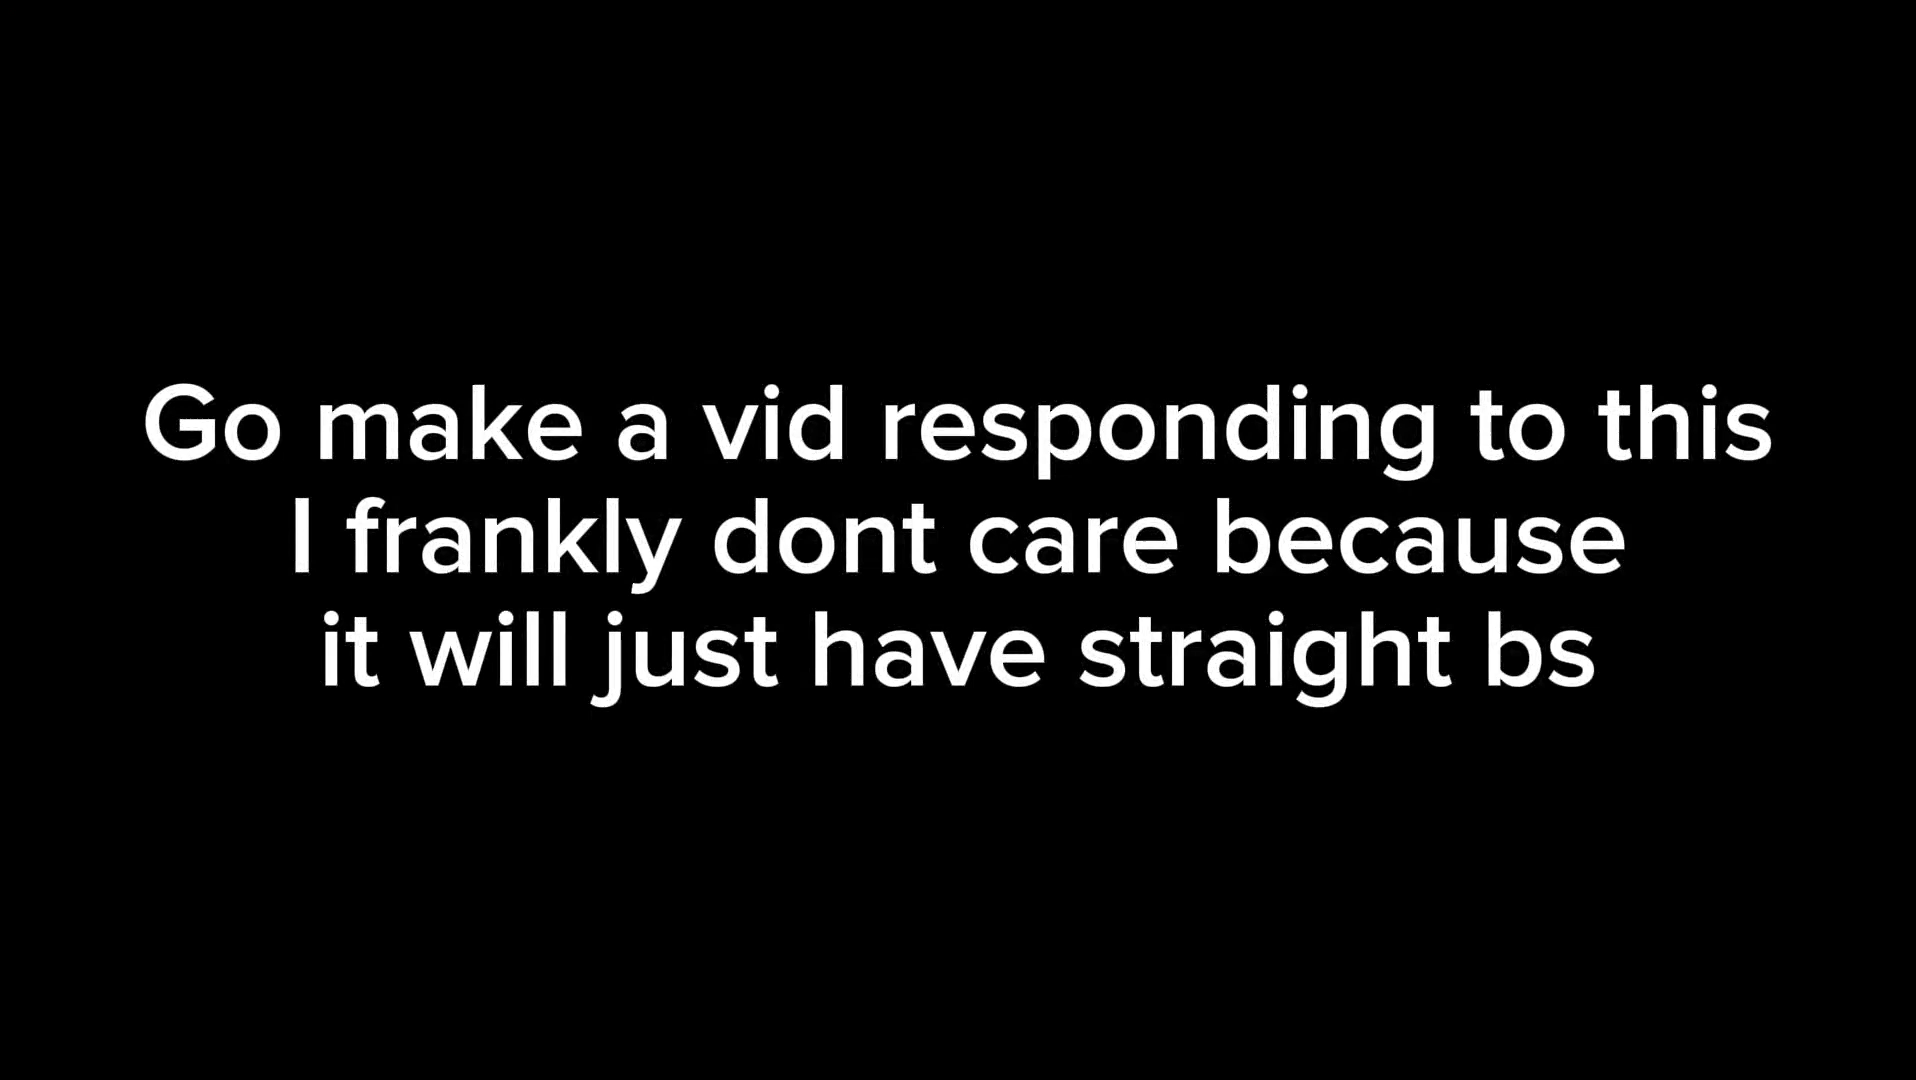 Go make a vid responding to this
I frankly dont care because
it will just have straight bs